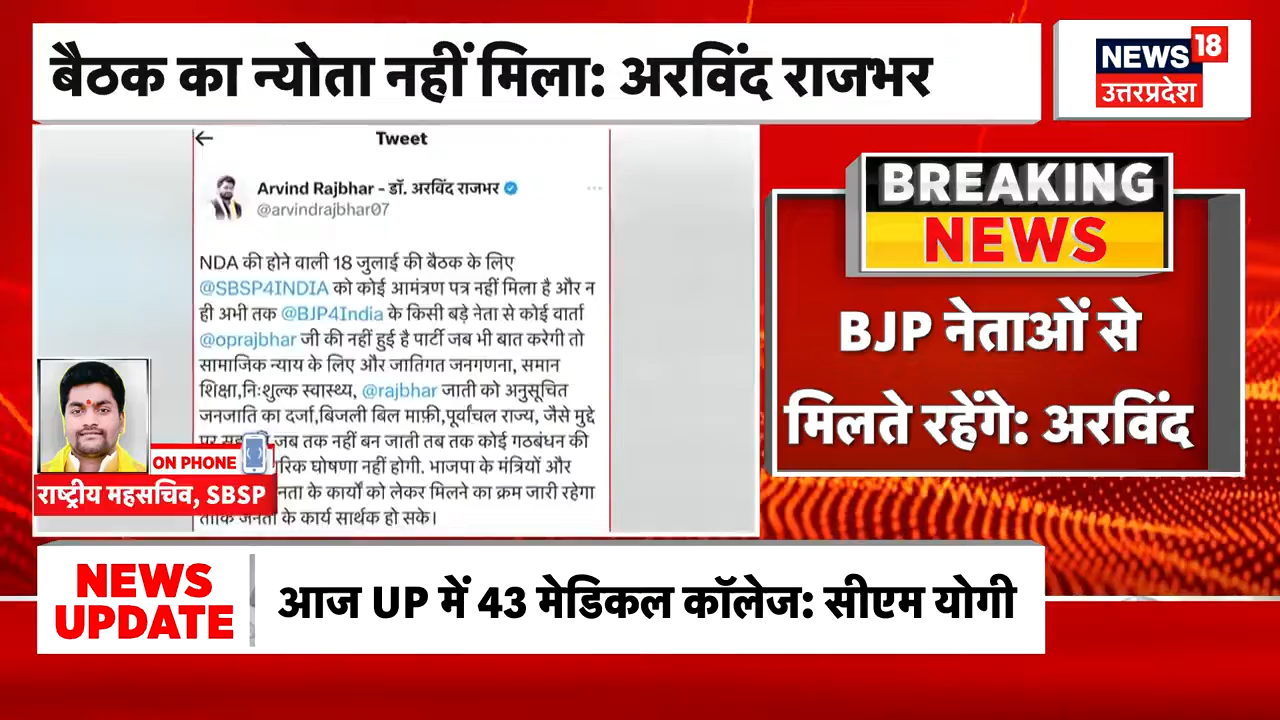 बैठक का न्योता नहीं मिला: अरविंद राजभर
NEWS 18
उत्तरप्रदेश
Tweet
Arvind Rajbhar - डॉ. अरविंद राजभर
@arvindrajbhar07
NDA की होने वाली 18 जुलाई की बैठक के लिए
@SBSP4INDIA को कोई आमंत्रण पत्र नहीं मिला है और न
ही अभी तक @BJP4India के किसी बड़े नेता से कोई वार्ता
@oprajbhar जी की नहीं हुई है पार्टी जब भी बात करेगी तो
सामाजिक न्याय के लिए और जातिगत जनगणना, समान
शिक्षा,निःशुल्क स्वास्थ्य, @rajbhar जाती को अनुसूचित
जनजाति का दर्जा,बिजली बिल माफ़ी,पूर्वांचल राज्य, जैसे मुद्दे
पर जब तक नहीं बन जाती तब तक कोई गठबंधन की
घोषणा नहीं होगी. भाजपा के मंत्रियों और
के कार्यों को लेकर मिलने का क्रम जारी रहेगा
ताकि जनता के कार्य सार्थक हो सके।
ON PHONE
राष्ट्रीय महसचिव, SBSP
BREAKING
NEWS
BJP नेताओं से
मिलते रहेंगे: अरविंद
NEWS
UPDATE
आज UP में 43 मेडिकल कॉलेज: सीएम योगी